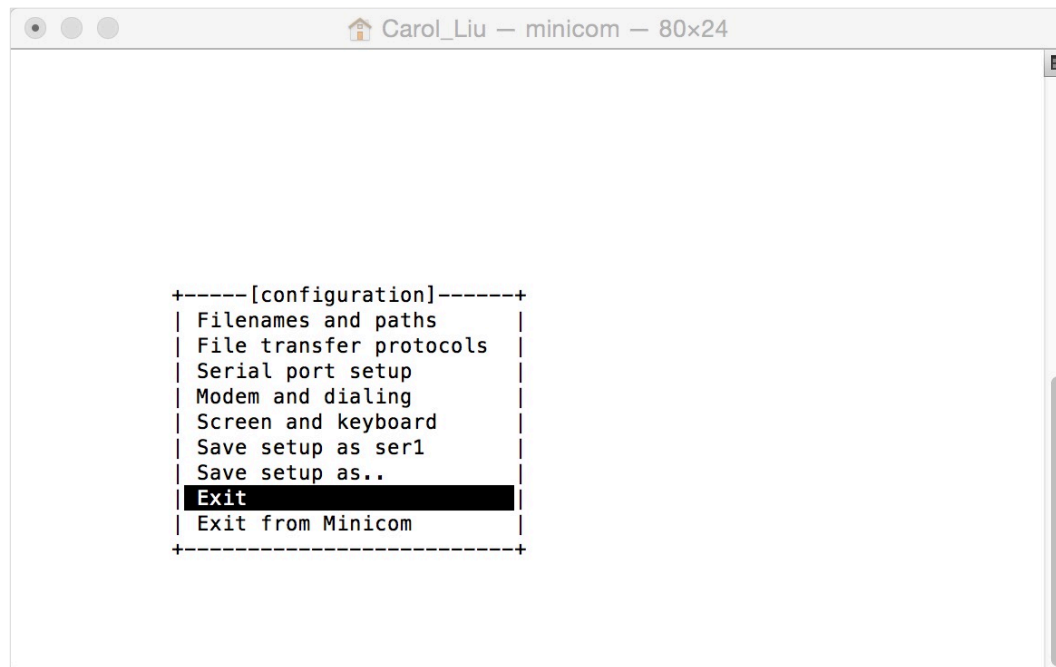 Carol_Liu — minicom — 80×24
+-----[configuration]------+
| Filenames and paths      |
| File transfer protocols  |
| Serial port setup        |
| Modem and dialing        |
| Screen and keyboard      |
| Save setup as ser1       |
| Save setup as..          |
| Exit                     |
| Exit from Minicom        |
+--------------------------+